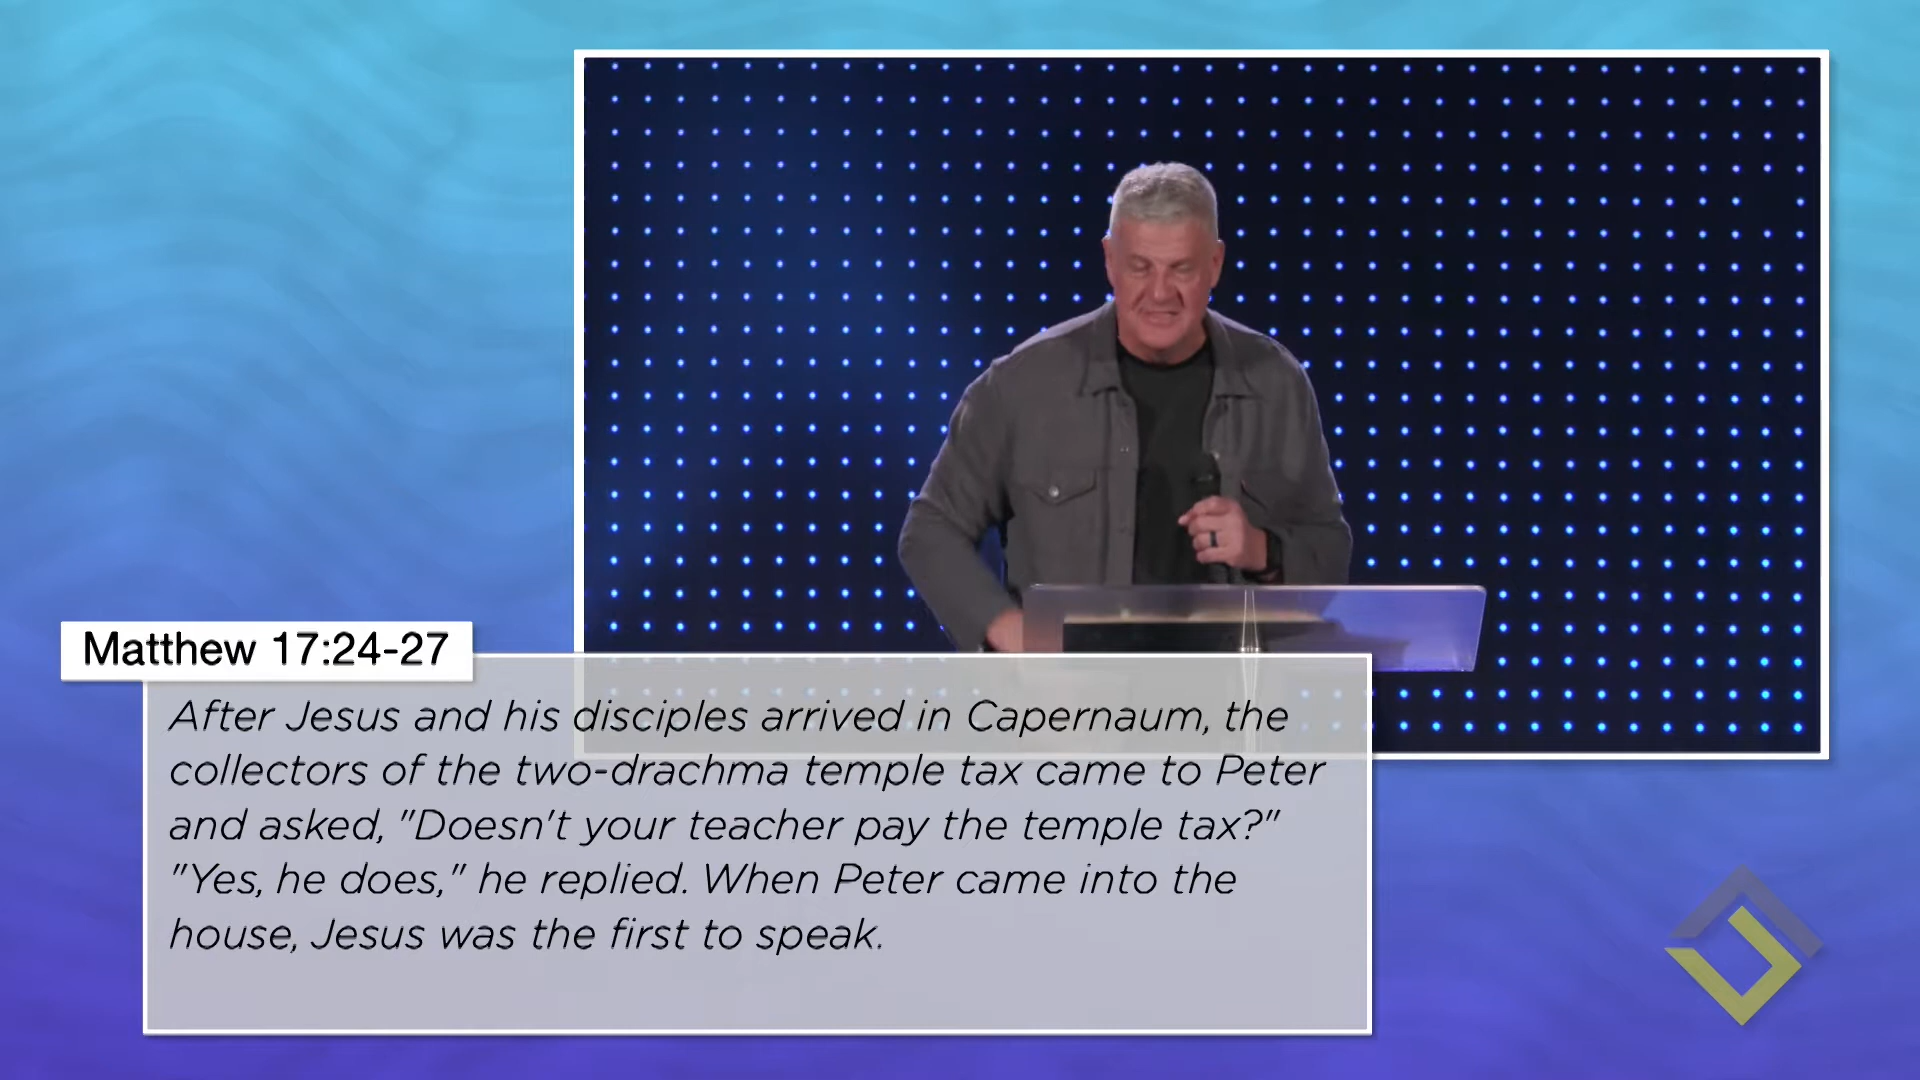 Matthew 17:24-27
After Jesus and his disciples arrived in Capernaum, the
collectors of the two-drachma temple tax came to Peter
and asked, "Doesn't your teacher pay the temple tax?"
"Yes, he does," he replied. When Peter came into the
house, Jesus was the first to speak.